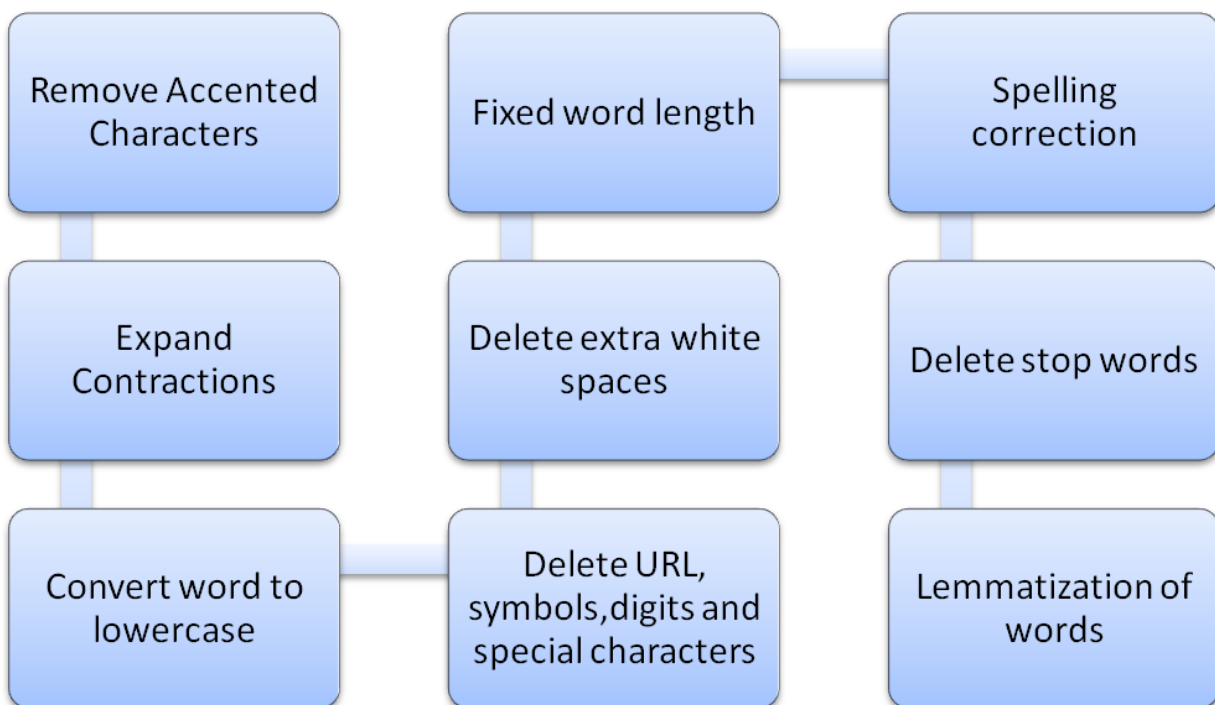 Remove Accented
Characters
Expand
Contractions
Convert word to
lowercase
Delete URL,
symbols,digits and
special characters
Delete extra white
spaces
Fixed word length
Spelling
correction
Delete stop words
Lemmatization of
words